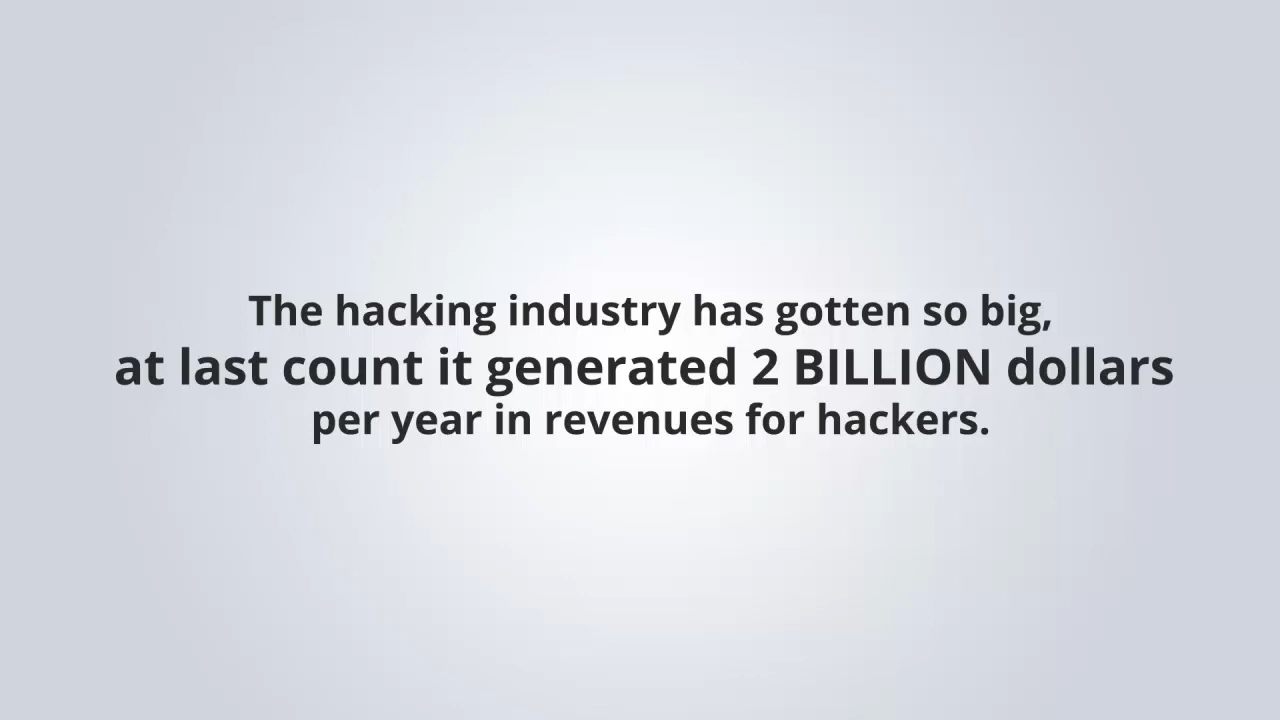 The hacking industry has gotten so big,
at last count it generated 2 BILLION dollars
per year in revenues for hackers.